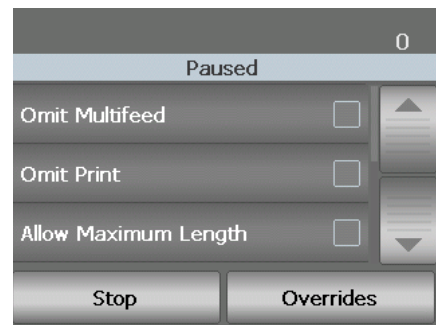 0
Paused
Omit Multifeed
Omit Print
Allow Maximum Length
Stop
Overrides